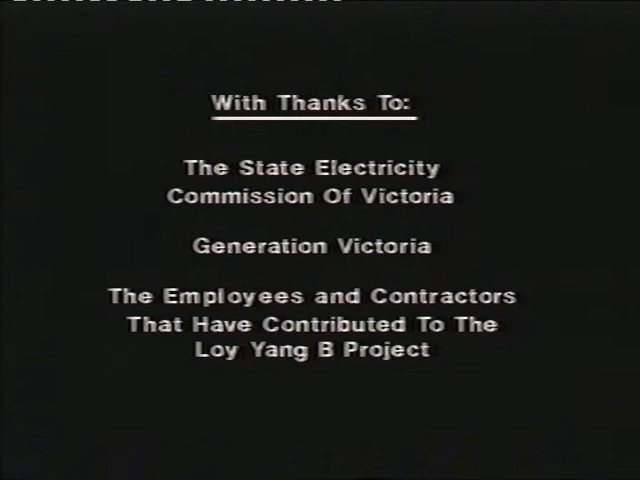 With Thanks To:
The State Electricity
Commission Of Victoria
Generation Victoria
The Employees and Contractors
That Have Contributed To The
Loy Yang B Project